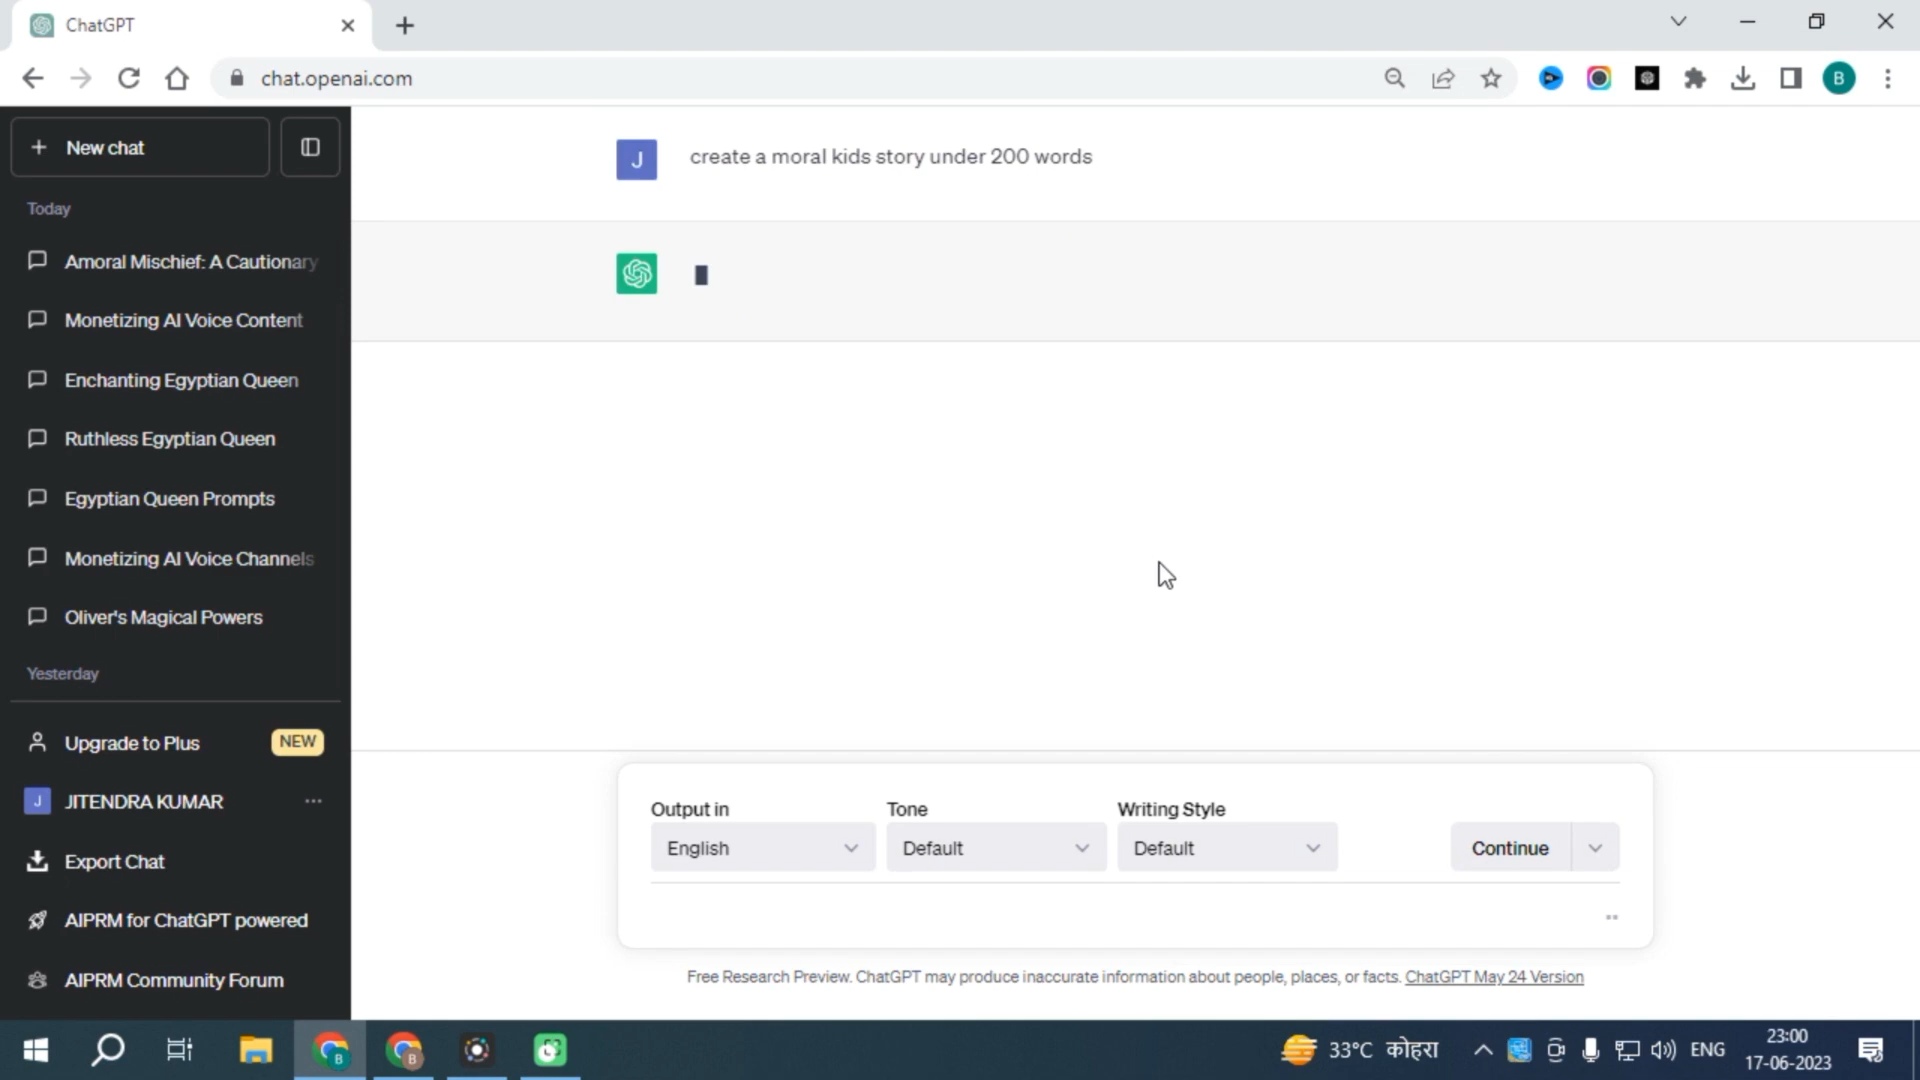 ChatGPT
chat.openai.com
B
New chat
Today
Amoral Mischief: A Cautionary
Monetizing AI Voice Content
Enchanting Egyptian Queen
Ruthless Egyptian Queen
Egyptian Queen Prompts
Monetizing AI Voice Channels
Oliver's Magical Powers
Yesterday
Upgrade to Plus NEW
J JITENDRA KUMAR
Export Chat
AIPRM for ChatGPT powered
AIPRM Community Forum
J create a moral kids story under 200 words
Output in Tone Writing Style
English Default Default Continue
Free Research Preview. ChatGPT may produce inaccurate information about people, places, or facts. ChatGPT May 24 Version
B B 33°C कोहरा ENG 23:00
17-06-2023